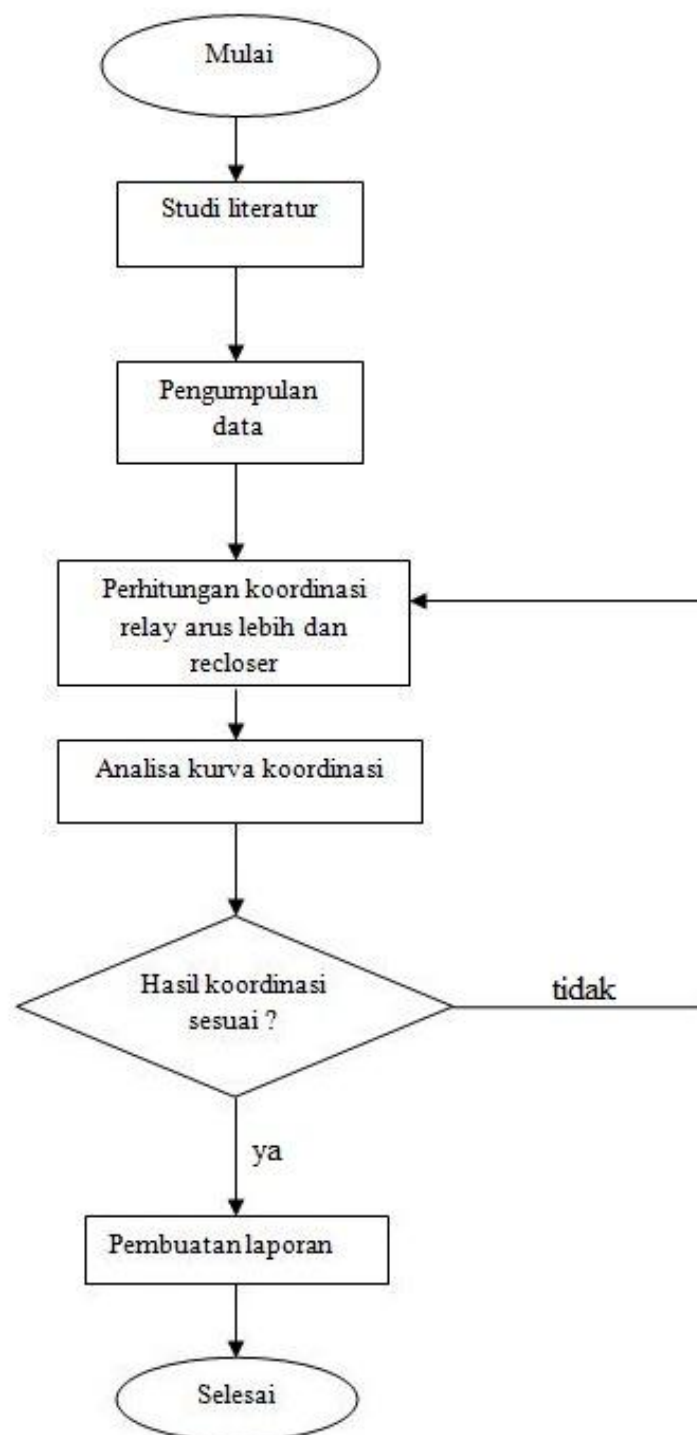 Mulai
Studi literatur
Pengumpulan
data
Perhitungan koordinasi
relay arus lebih dan
recloser
Analisa kurva koordinasi
Hasil koordinasi
sesuai ?
tidak
ya
Pembuatan laporan
Selesai